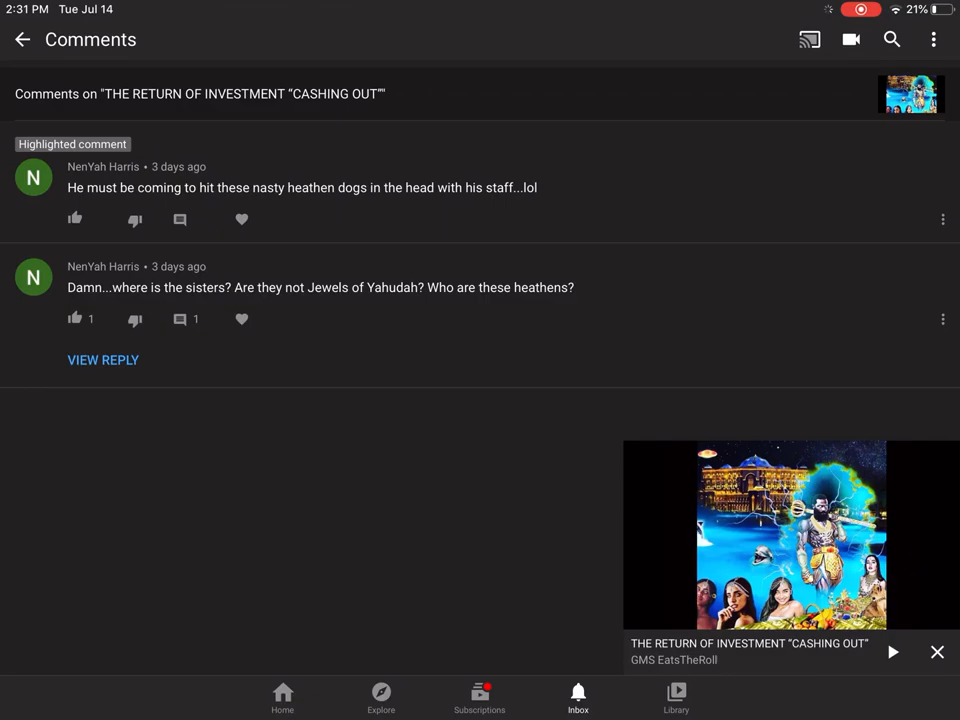 2:31 PM Tue Jul 14
21%
Comments
Comments on "THE RETURN OF INVESTMENT “CASHING OUT”"
Highlighted comment
N
NenYah Harris • 3 days ago
He must be coming to hit these nasty heathen dogs in the head with his staff...lol
N
NenYah Harris • 3 days ago
Damn...where is the sisters? Are they not Jewels of Yahudah? Who are these heathens?
1
1
VIEW REPLY
THE RETURN OF INVESTMENT “CASHING OUT”
GMS EatsTheRoll
Home
Explore
Subscriptions
Inbox
Library